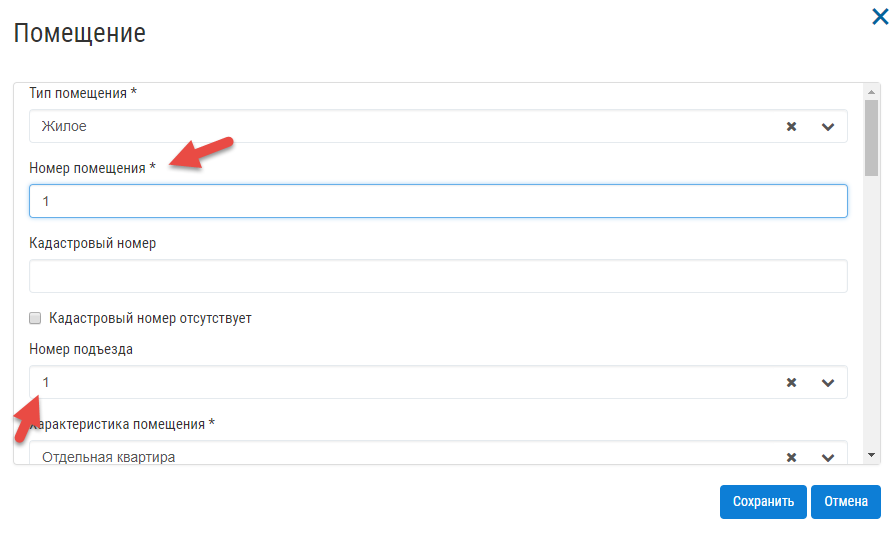 Помещение
Тип помещения *
Жилое
Номер помещения *
1
Кадастровый номер
Кадастровый номер отсутствует
Номер подъезда
1
Характеристика помещения *
Отдельная квартира
Сохранить Отмена